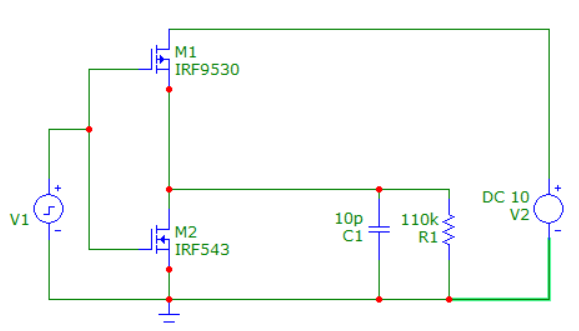 M1
IRF9530
V1
+
-
M2
IRF543
10p
C1
110k
R1
DC 10
V2
+
-